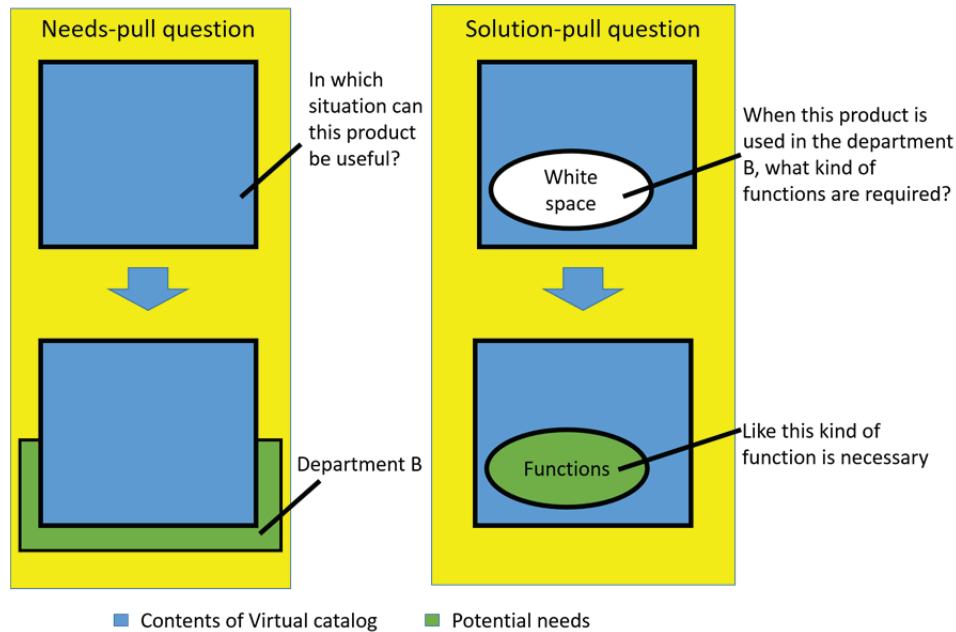 Needs-pull question
In which
situation can
this product
be useful?
Department B
Solution-pull question
White
space
When this product is
used in the department
B, what kind of
functions are required?
Functions
Like this kind of
function is necessary
Contents of Virtual catalog
Potential needs